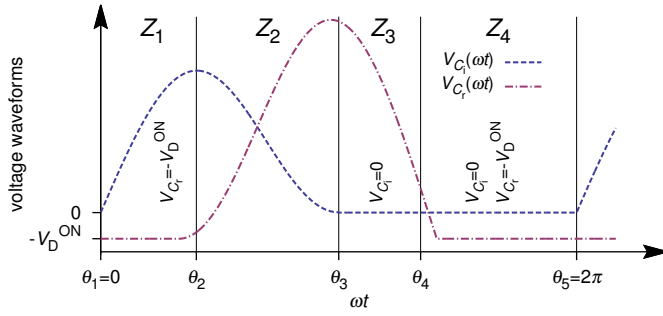 Z1 Z2 Z3 Z4
VCi(ωt)
VCr(ωt)
voltage waveforms
VCr=-VD^ON
VCi=0
VCi=0
VCr=-VD^ON
0
-VD^ON
θ1=0 θ2 θ3 θ4 θ5=2π
ωt